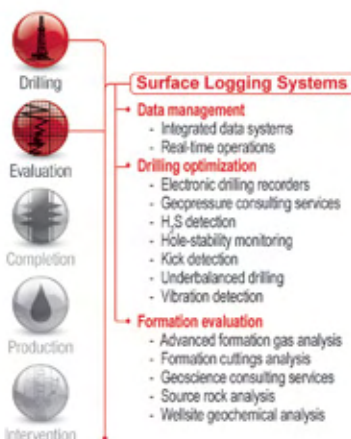 Drilling
Surface Logging Systems
Data management
- Integrated data systems
- Real-time operations
Evaluation
Drilling optimization
- Electronic drilling recorders
- Geopressure consulting services
- H₂S detection
- Hole-stability monitoring
- Kick detection
- Underbalanced drilling
- Vibration detection
Completion
Formation evaluation
- Advanced formation gas analysis
- Formation cuttings analysis
- Geoscience consulting services
- Source rock analysis
- Wellsite geochemical analysis
Production
Intervention